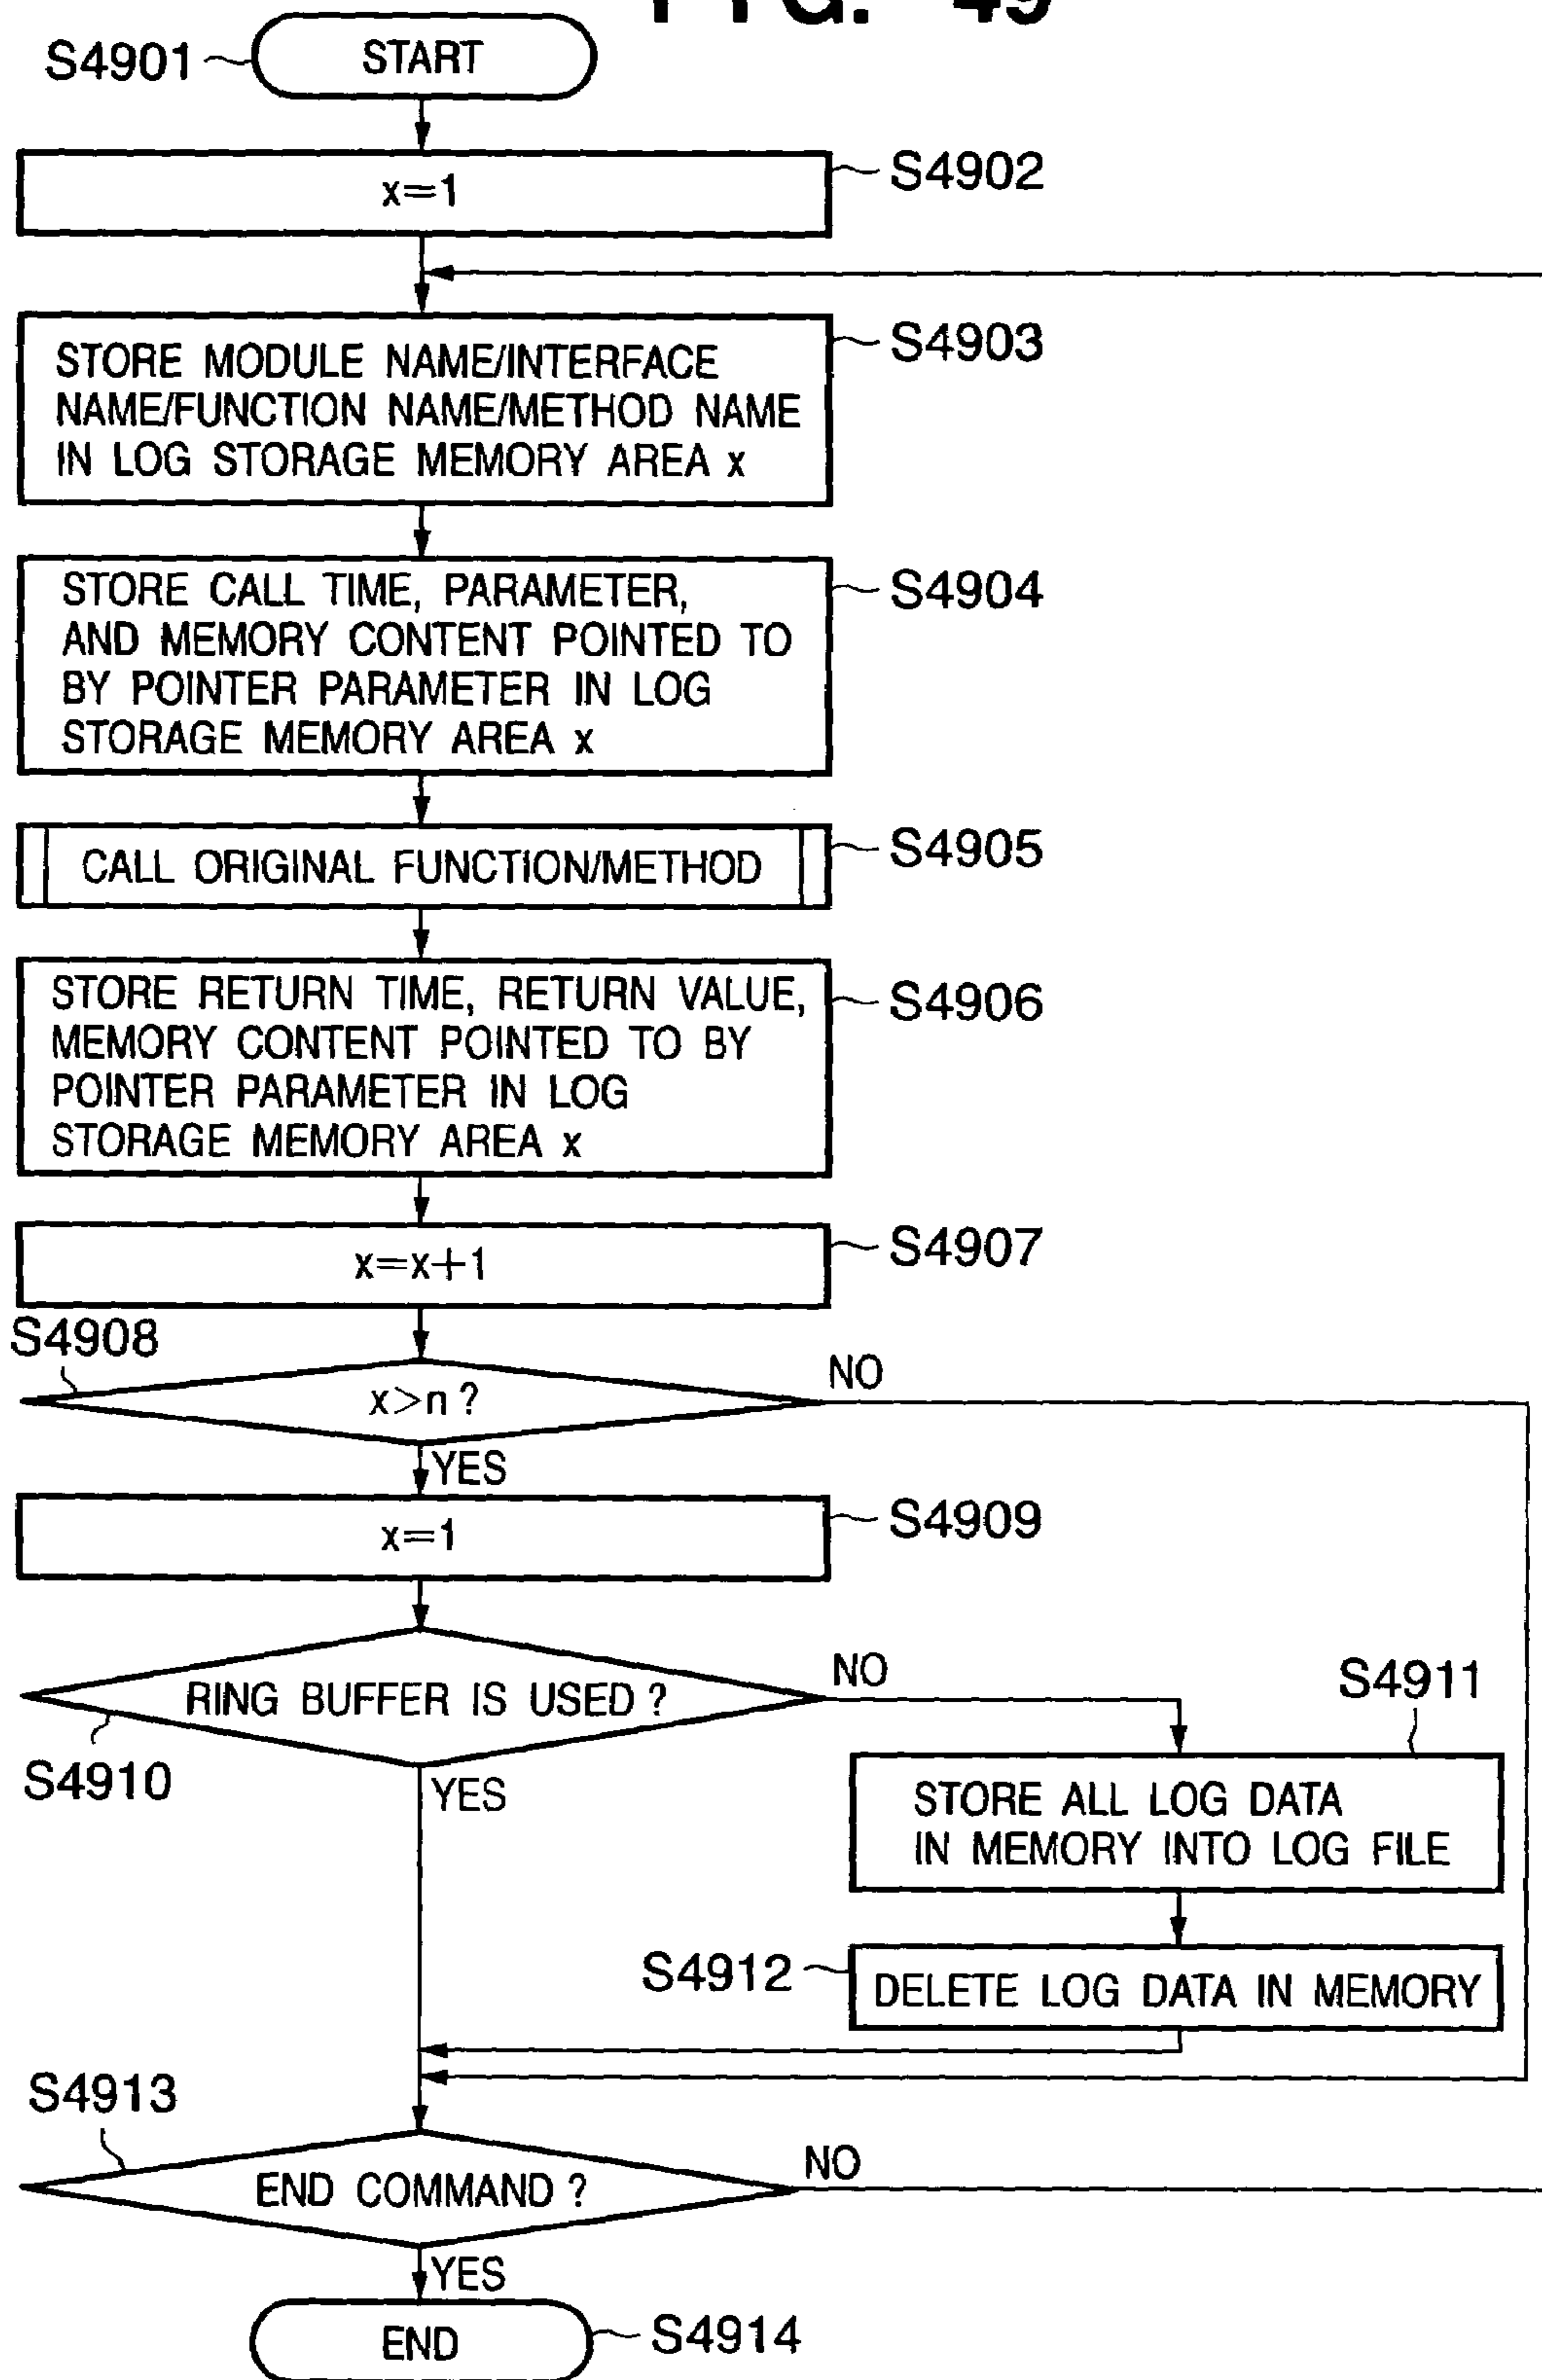 FIG. 49
S4901
START
x=1
S4902
STORE MODULE NAME/INTERFACE
NAME/FUNCTION NAME/METHOD NAME
IN LOG STORAGE MEMORY AREA x
S4903
STORE CALL TIME, PARAMETER,
AND MEMORY CONTENT POINTED TO
BY POINTER PARAMETER IN LOG
STORAGE MEMORY AREA x
S4904
CALL ORIGINAL FUNCTION/METHOD
S4905
STORE RETURN TIME, RETURN VALUE,
MEMORY CONTENT POINTED TO BY
POINTER PARAMETER IN LOG
STORAGE MEMORY AREA x
S4906
x=x+1
S4907
S4908
x>n?
NO
YES
x=1
S4909
RING BUFFER IS USED?
NO
S4910
YES
S4911
STORE ALL LOG DATA
IN MEMORY INTO LOG FILE
S4912
DELETE LOG DATA IN MEMORY
S4913
END COMMAND?
NO
YES
END
S4914